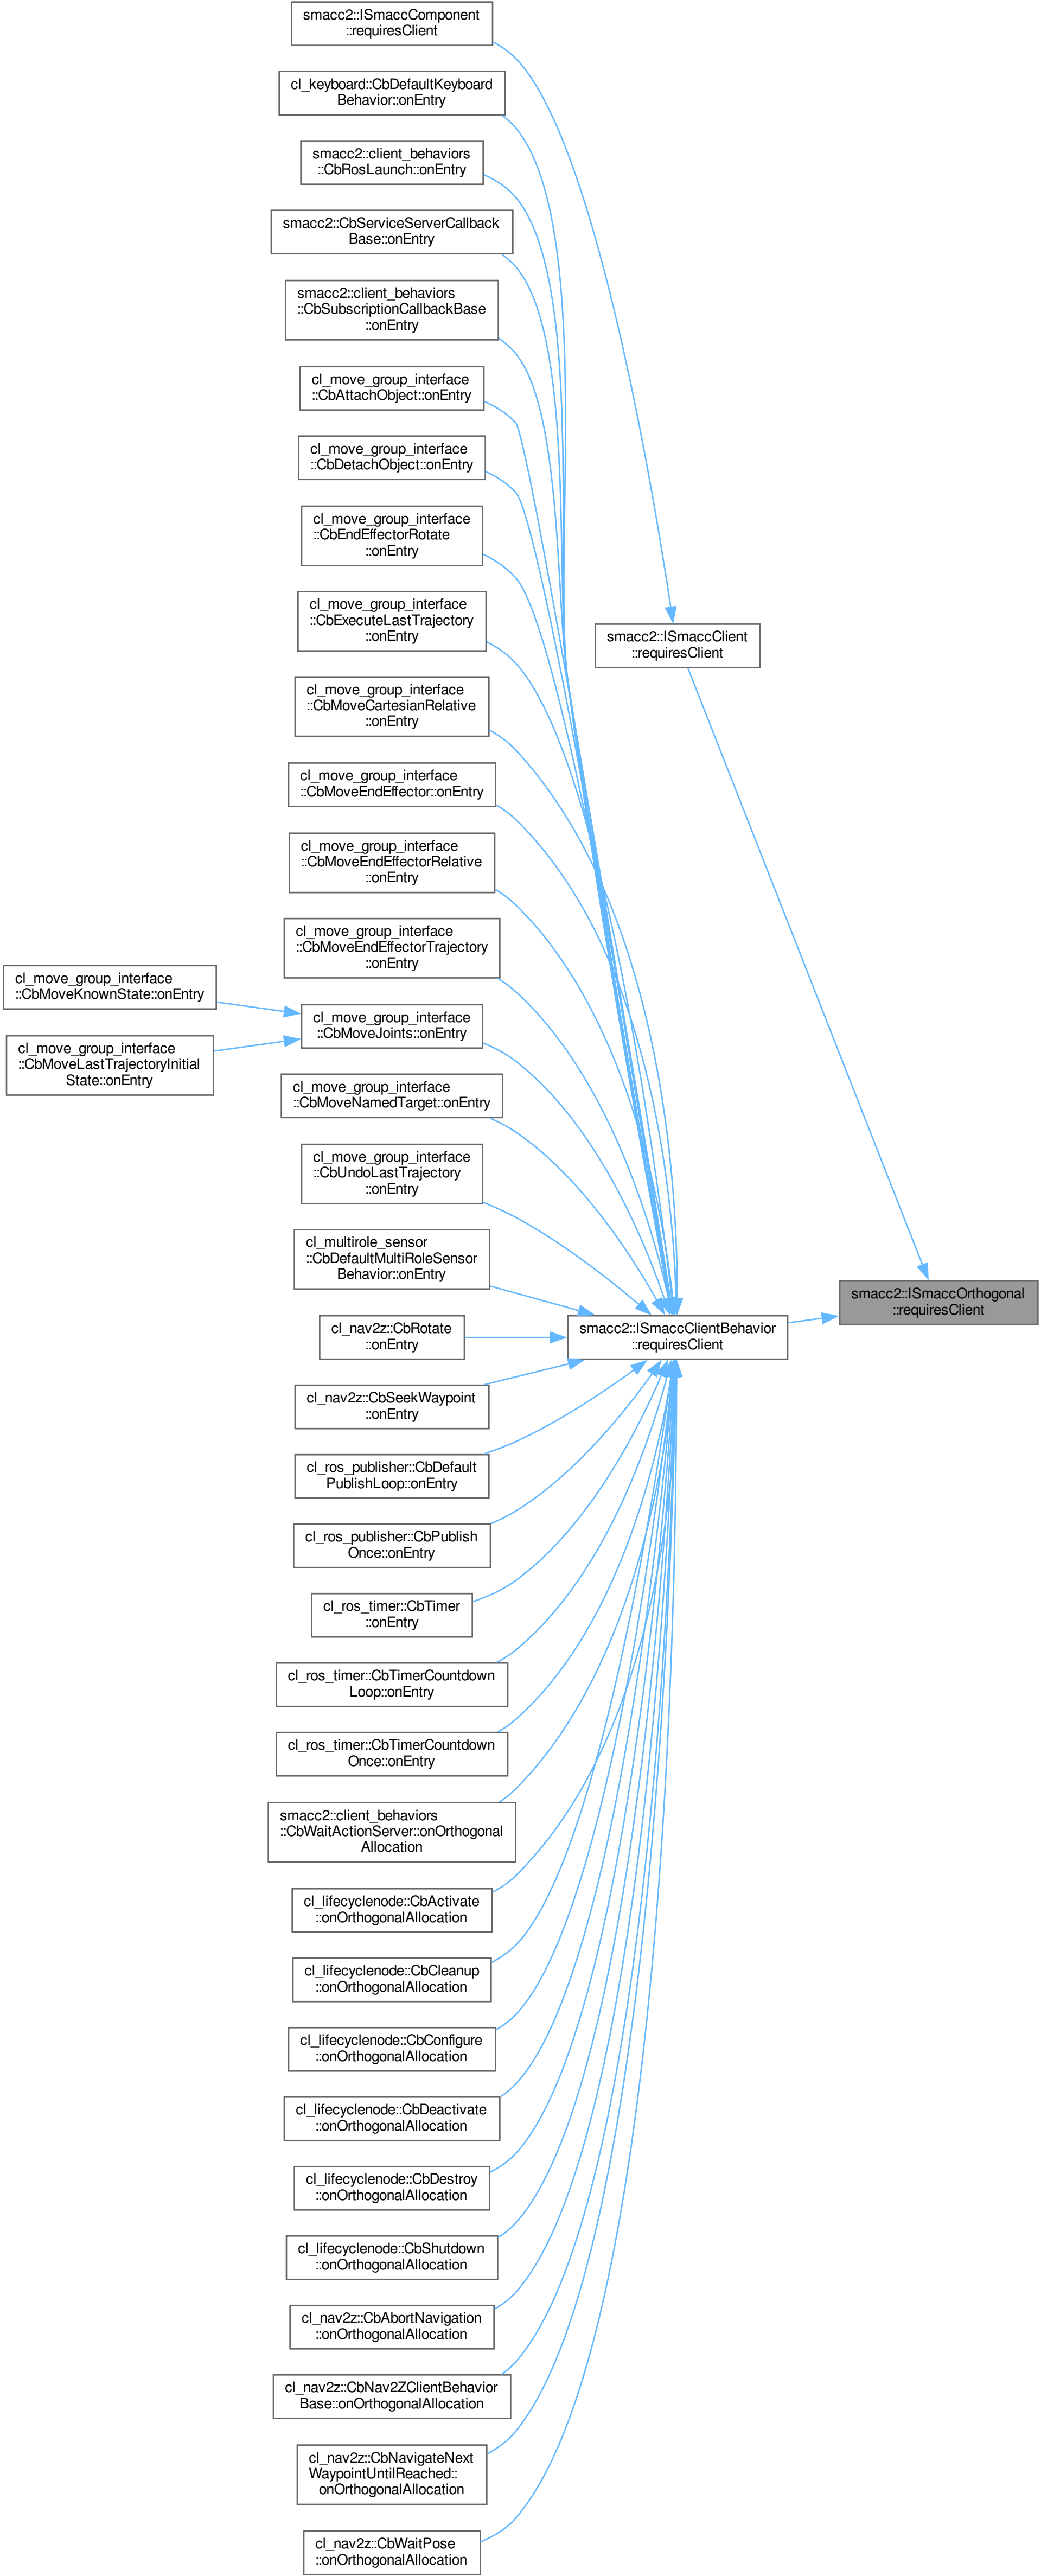 smacc2::ISmaccComponent
::requiresClient
cl_keyboard::CbDefaultKeyboard
Behavior::onEntry
smacc2::client_behaviors
::CbRosLaunch::onEntry
smacc2::CbServiceServerCallback
Base::onEntry
smacc2::client_behaviors
::CbSubscriptionCallbackBase
::onEntry
cl_move_group_interface
::CbAttachObject::onEntry
cl_move_group_interface
::CbDetachObject::onEntry
cl_move_group_interface
::CbEndEffectorRotate
::onEntry
cl_move_group_interface
::CbExecuteLastTrajectory
::onEntry
smacc2::ISmaccClient
::requiresClient
cl_move_group_interface
::CbMoveCartesianRelative
::onEntry
cl_move_group_interface
::CbMoveEndEffector::onEntry
cl_move_group_interface
::CbMoveEndEffectorRelative
::onEntry
cl_move_group_interface
::CbMoveEndEffectorTrajectory
::onEntry
cl_move_group_interface
::CbMoveKnownState::onEntry
cl_move_group_interface
::CbMoveJoints::onEntry
cl_move_group_interface
::CbMoveLastTrajectoryInitial
State::onEntry
cl_move_group_interface
::CbMoveNamedTarget::onEntry
cl_move_group_interface
::CbUndoLastTrajectory
::onEntry
cl_multirole_sensor
::CbDefaultMultiRoleSensor
Behavior::onEntry
smacc2::ISmaccOrthogonal
::requiresClient
cl_nav2z::CbRotate
::onEntry
smacc2::ISmaccClientBehavior
::requiresClient
cl_nav2z::CbSeekWaypoint
::onEntry
cl_ros_publisher::CbDefault
PublishLoop::onEntry
cl_ros_publisher::CbPublish
Once::onEntry
cl_ros_timer::CbTimer
::onEntry
cl_ros_timer::CbTimerCountdown
Loop::onEntry
cl_ros_timer::CbTimerCountdown
Once::onEntry
smacc2::client_behaviors
::CbWaitActionServer::onOrthogonal
Allocation
cl_lifecyclenode::CbActivate
::onOrthogonalAllocation
cl_lifecyclenode::CbCleanup
::onOrthogonalAllocation
cl_lifecyclenode::CbConfigure
::onOrthogonalAllocation
cl_lifecyclenode::CbDeactivate
::onOrthogonalAllocation
cl_lifecyclenode::CbDestroy
::onOrthogonalAllocation
cl_lifecyclenode::CbShutdown
::onOrthogonalAllocation
cl_nav2z::CbAbortNavigation
::onOrthogonalAllocation
cl_nav2z::CbNav2ZClientBehavior
Base::onOrthogonalAllocation
cl_nav2z::CbNavigateNext
WaypointUntilReached::
onOrthogonalAllocation
cl_nav2z::CbWaitPose
::onOrthogonalAllocation